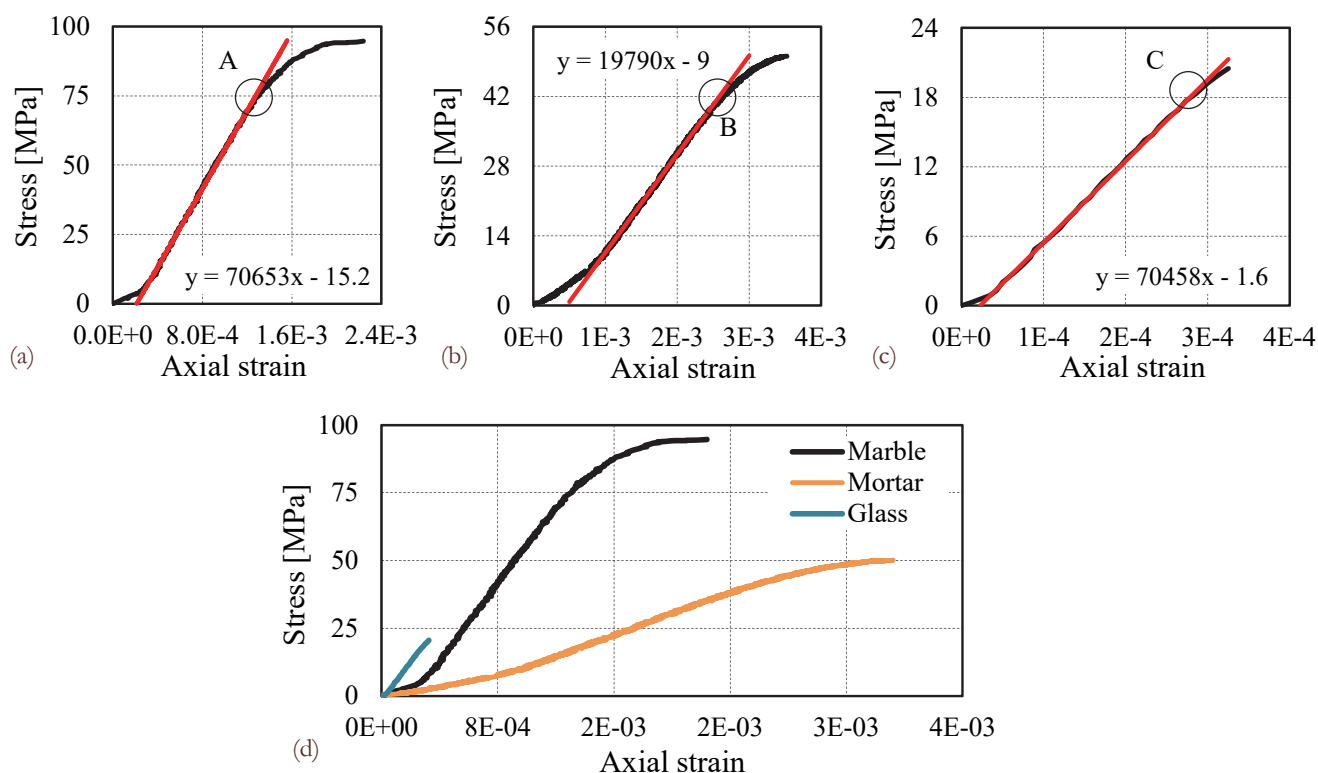 100
75
50
25
0
Stress [MPa]
A
y = 70653x - 15.2
0.0E+0 8.0E-4 1.6E-3 2.4E-3
Axial strain
(a)
56
42
28
14
0
Stress [MPa]
y = 19790x - 9
B
0E+0 1E-3 2E-3 3E-3 4E-3
Axial strain
(b)
24
18
12
6
0
Stress [MPa]
C
y = 70458x - 1.6
0E+0 1E-4 2E-4 3E-4 4E-4
Axial strain
(c)
100
75
50
25
0
Stress [MPa]
Marble
Mortar
Glass
0E+00 8E-04 2E-03 2E-03 3E-03 4E-03
Axial strain
(d)